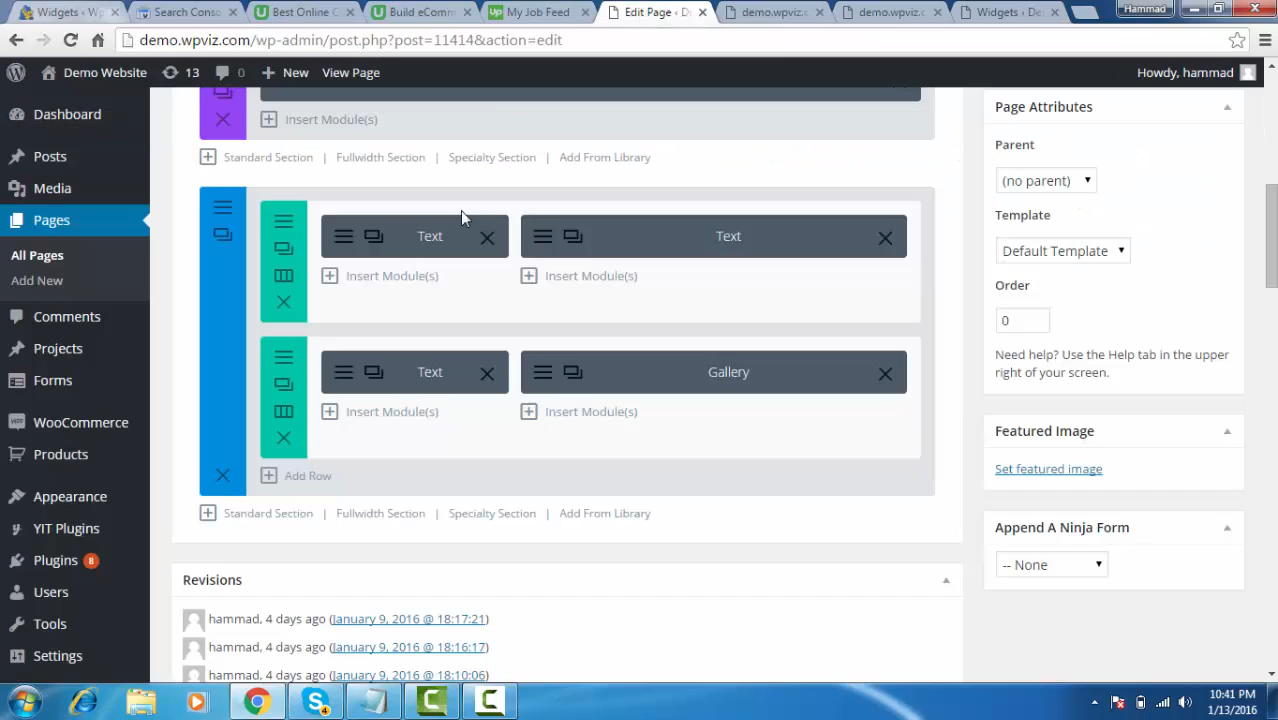 Widgets ‹ Wp
Search Conso
Best Online C
Build eComm
My Job Feed
Edit Page ‹ D
demo.wpviz.c
demo.wpviz.c
Widgets ‹ De
Hammad
demo.wpviz.com/wp-admin/post.php?post=11414&action=edit
Demo Website 13 0 New View Page Howdy, hammad
Dashboard
Posts
Media
Pages
All Pages
Add New
Comments
Projects
Forms
WooCommerce
Products
Appearance
YIT Plugins
Plugins 8
Users
Tools
Settings
Insert Module(s)
Standard Section | Fullwidth Section | Specialty Section | Add From Library
Text Text
Insert Module(s) Insert Module(s)
Text Gallery
Insert Module(s) Insert Module(s)
Add Row
Standard Section | Fullwidth Section | Specialty Section | Add From Library
Revisions
hammad, 4 days ago (January 9, 2016 @ 18:17:21)
hammad, 4 days ago (January 9, 2016 @ 18:16:17)
hammad, 4 days ago (January 9, 2016 @ 18:10:06)
Page Attributes
Parent
(no parent)
Template
Default Template
Order
0
Need help? Use the Help tab in the upper
right of your screen.
Featured Image
Set featured image
Append A Ninja Form
-- None
10:41 PM
1/13/2016